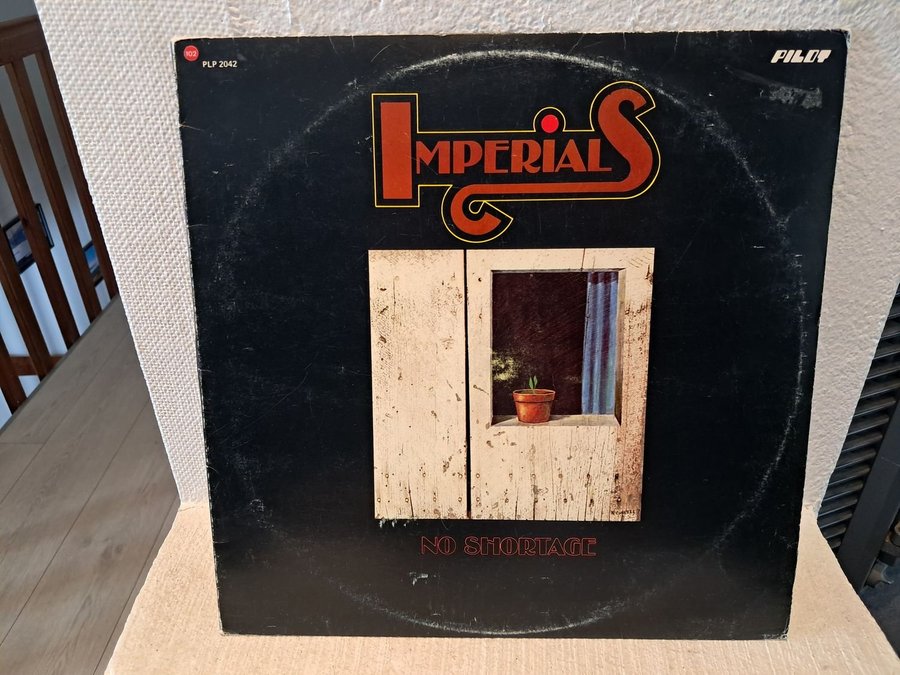 102
PLP 2042
PILOT
IMPERIALS
NO SHORTAGE